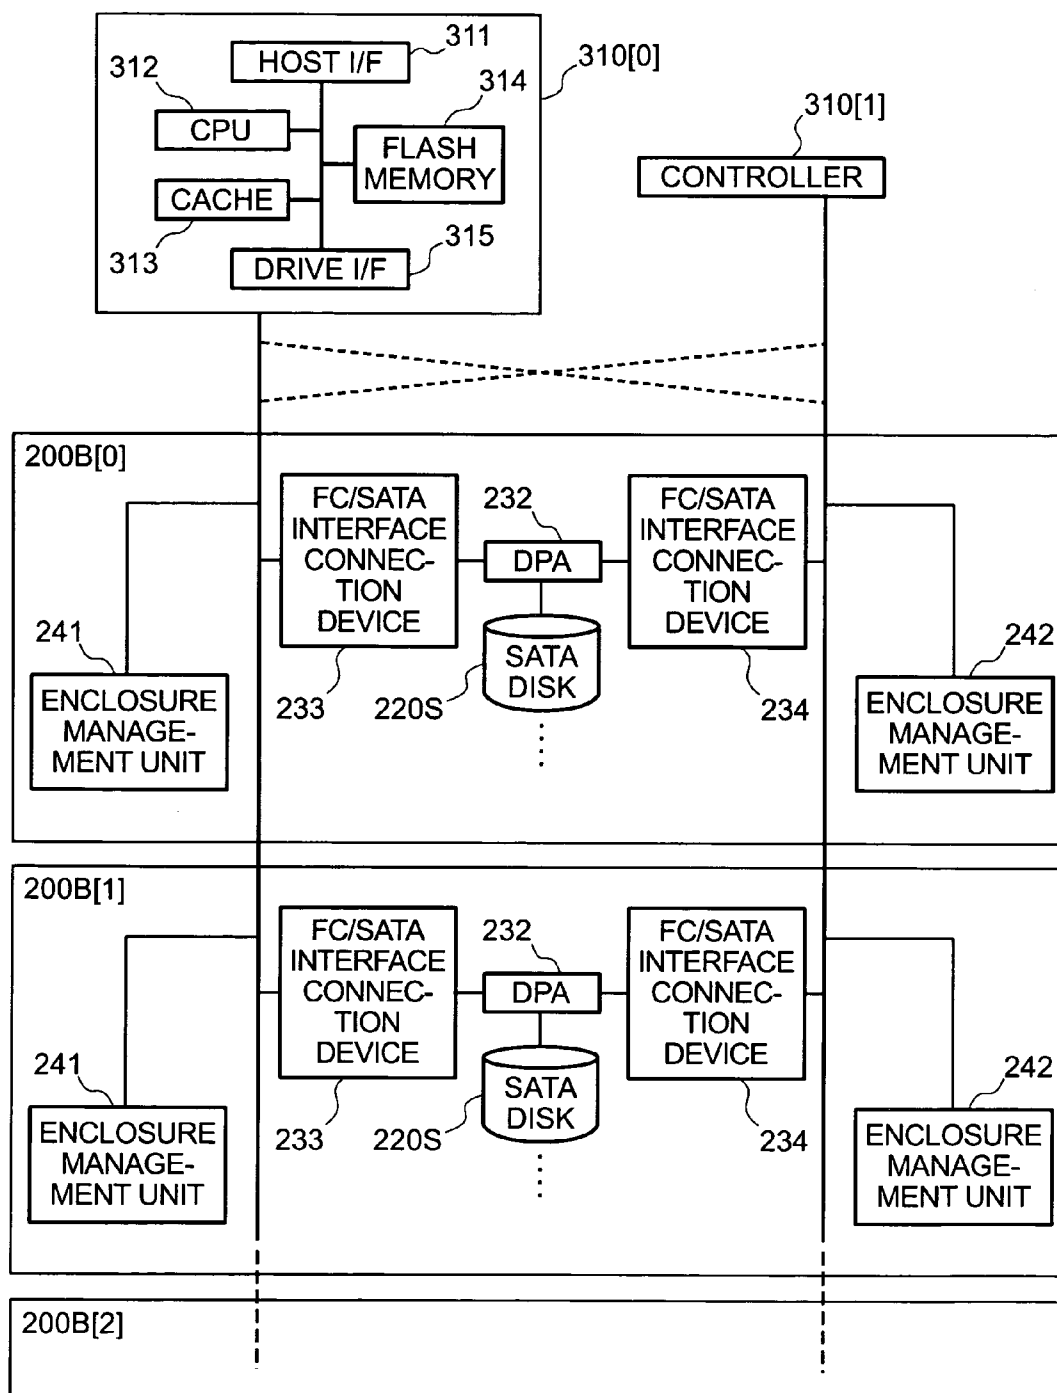 311
HOST I/F
310[0]
312
314
CPU
FLASH
MEMORY
310[1]
CONTROLLER
CACHE
313
315
DRIVE I/F
200B[0]
FC/SATA
INTERFACE
CONNEC-
TION
DEVICE
232
DPA
FC/SATA
INTERFACE
CONNEC-
TION
DEVICE
241
ENCLOSURE
MANAGE-
MENT UNIT
233
SATA
DISK
220S
234
242
ENCLOSURE
MANAGE-
MENT UNIT
200B[1]
FC/SATA
INTERFACE
CONNEC-
TION
DEVICE
232
DPA
FC/SATA
INTERFACE
CONNEC-
TION
DEVICE
241
ENCLOSURE
MANAGE-
MENT UNIT
233
SATA
DISK
220S
234
242
ENCLOSURE
MANAGE-
MENT UNIT
200B[2]